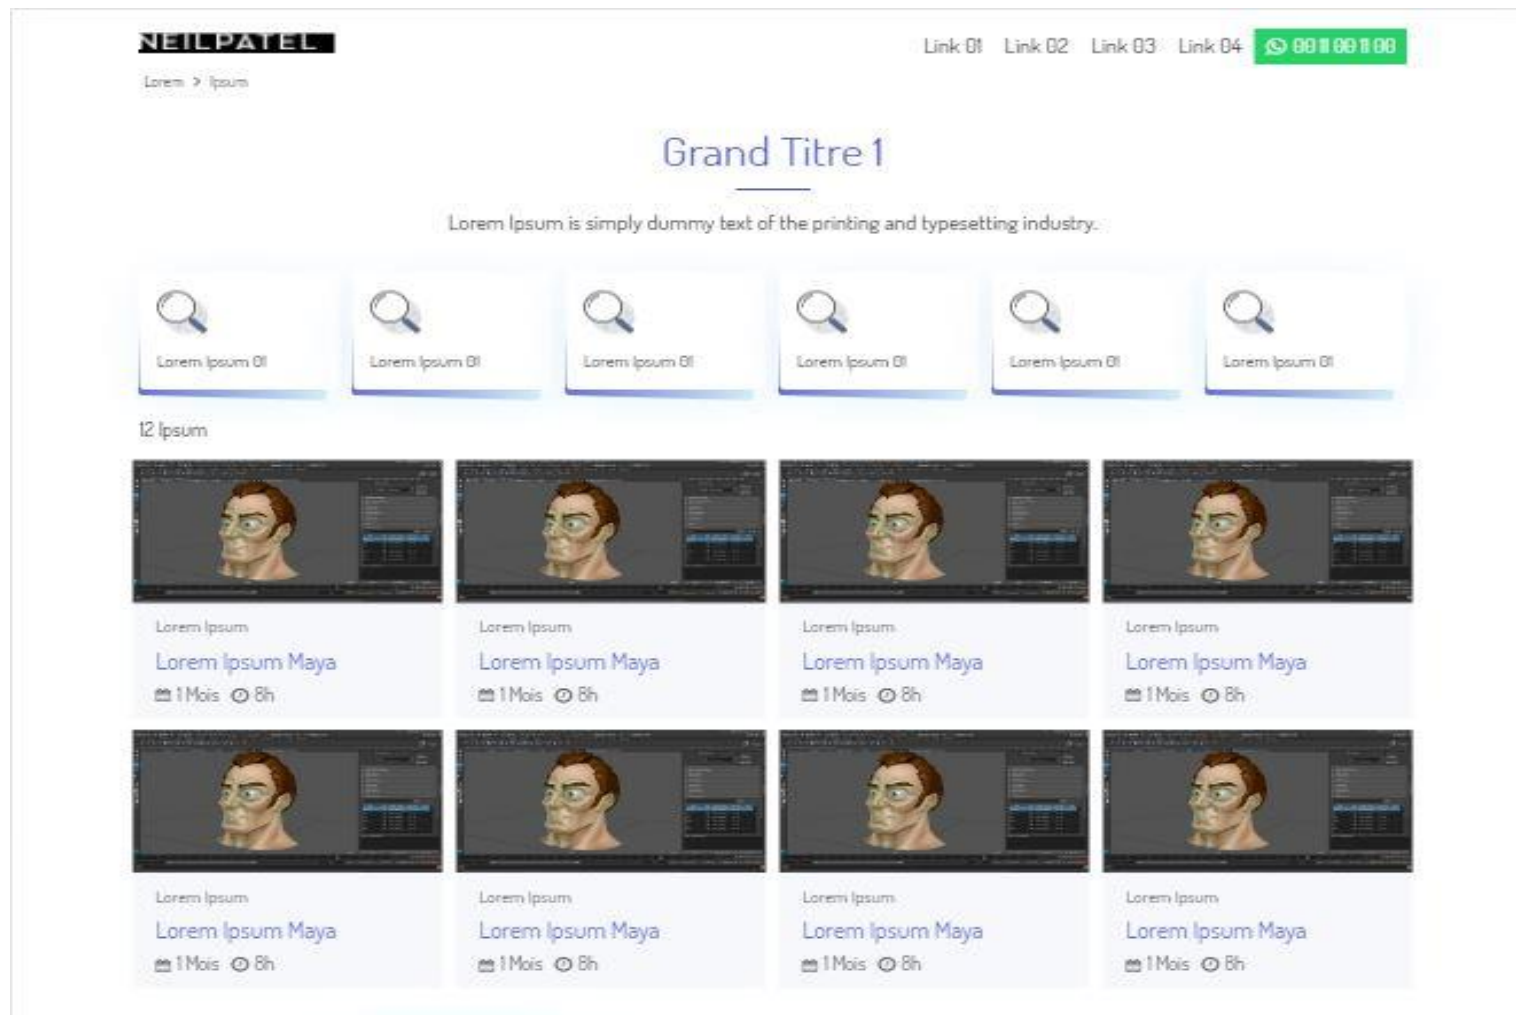 NEILPATEL
Link 01 Link 02 Link 03 Link 04 00 11 00 11 00
Lorem > Ipsum
Grand Titre 1
Lorem Ipsum is simply dummy text of the printing and typesetting industry.
Lorem Ipsum 01 Lorem Ipsum 01 Lorem Ipsum 01 Lorem Ipsum 01 Lorem Ipsum 01 Lorem Ipsum 01
12 Ipsum
Lorem Ipsum Lorem Ipsum Lorem Ipsum Lorem Ipsum
Lorem Ipsum Maya Lorem Ipsum Maya Lorem Ipsum Maya Lorem Ipsum Maya
1 Mois 8h 1 Mois 8h 1 Mois 8h 1 Mois 8h
Lorem Ipsum Lorem Ipsum Lorem Ipsum Lorem Ipsum
Lorem Ipsum Maya Lorem Ipsum Maya Lorem Ipsum Maya Lorem Ipsum Maya
1 Mois 8h 1 Mois 8h 1 Mois 8h 1 Mois 8h